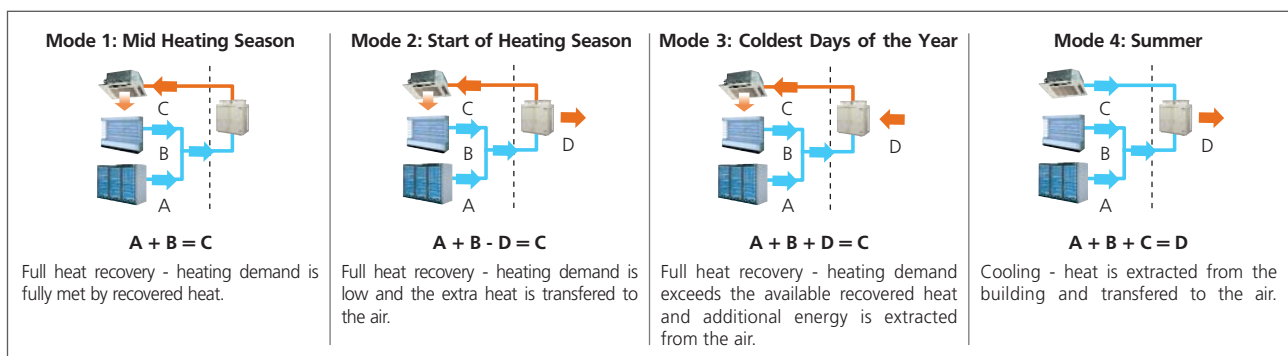 Mode 1: Mid Heating Season
C
B
A
A + B = C
Full heat recovery - heating demand is
fully met by recovered heat.
Mode 2: Start of Heating Season
C
D
B
A
A + B - D = C
Full heat recovery - heating demand is
low and the extra heat is transfered to
the air.
Mode 3: Coldest Days of the Year
C
D
B
A
A + B + D = C
Full heat recovery - heating demand
exceeds the available recovered heat
and additional energy is extracted
from the air.
Mode 4: Summer
C
D
B
A
A + B + C = D
Cooling - heat is extracted from the
building and transfered to the air.